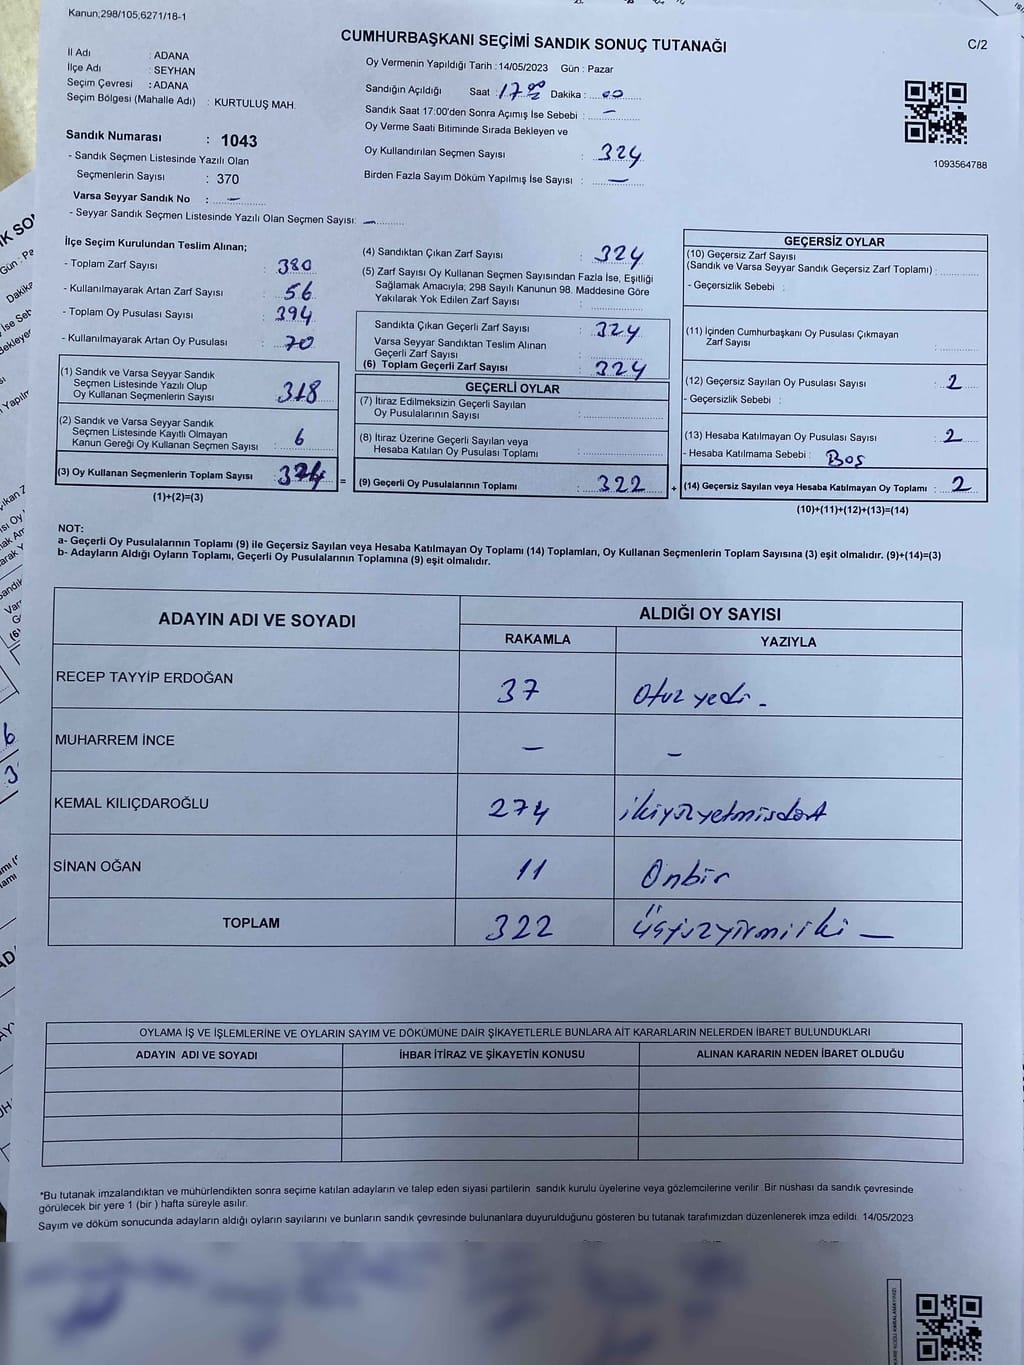 Kanun;298/105,6271/18-1
CUMHURBAŞKANI SEÇİMİ SANDIK SONUÇ TUTANAĞI
C/2
İl Adı : ADANA
İlçe Adı : SEYHAN
Seçim Çevresi : ADANA
Seçim Bölgesi (Mahalle Adı) : KURTULUŞ MAH.
Oy Vermenin Yapıldığı Tarih : 14/05/2023 Gün : Pazar
Sandığın Açıldığı Saat : 17 00 Dakika : 00
Sandık Saat 17:00'den Sonra Açımış İse Sebebi : —
Oy Verme Saati Bitiminde Sırada Bekleyen ve
Oy Kullandırılan Seçmen Sayısı : 324
Birden Fazla Sayım Döküm Yapılmış İse Sayısı : —
1093564788
Sandık Numarası : 1043
- Sandık Seçmen Listesinde Yazılı Olan
Seçmenlerin Sayısı : 370
Varsa Seyyar Sandık No : —
- Seyyar Sandık Seçmen Listesinde Yazılı Olan Seçmen Sayısı: —
İlçe Seçim Kurulundan Teslim Alınan;
- Toplam Zarf Sayısı : 380
- Kullanılmayarak Artan Zarf Sayısı : 56
- Toplam Oy Pusulası Sayısı : 394
- Kullanılmayarak Artan Oy Pusulası : 70
(1) Sandık ve Varsa Seyyar Sandık
Seçmen Listesinde Yazılı Olup
Oy Kullanan Seçmenlerin Sayısı : 318
(2) Sandık ve Varsa Seyyar Sandık
Seçmen Listesinde Kayıtlı Olmayan
Kanun Gereği Oy Kullanan Seçmen Sayısı : 6
(3) Oy Kullanan Seçmenlerin Toplam Sayısı : 324 =
(1)+(2)=(3)
(4) Sandıktan Çıkan Zarf Sayısı : 324
(5) Zarf Sayısı Oy Kullanan Seçmen Sayısından Fazla İse, Eşitliği
Sağlamak Amacıyla; 298 Sayılı Kanunun 98. Maddesine Göre
Yakılarak Yok Edilen Zarf Sayısı :
Sandıkta Çıkan Geçerli Zarf Sayısı : 324
Varsa Seyyar Sandıktan Teslim Alınan
Geçerli Zarf Sayısı :
(6) Toplam Geçerli Zarf Sayısı : 324
GEÇERLİ OYLAR
(7) İtiraz Edilmeksizin Geçerli Sayılan
Oy Pusulalarının Sayısı :
(8) İtiraz Üzerine Geçerli Sayılan veya
Hesaba Katılan Oy Pusulası Toplamı :
(9) Geçerli Oy Pusulalarının Toplamı : 322 +
GEÇERSİZ OYLAR
(10) Geçersiz Zarf Sayısı
(Sandık ve Varsa Seyyar Sandık Geçersiz Zarf Toplamı) :
- Geçersizlik Sebebi :
(11) İçinden Cumhurbaşkanı Oy Pusulası Çıkmayan
Zarf Sayısı :
(12) Geçersiz Sayılan Oy Pusulası Sayısı : 2
- Geçersizlik Sebebi :
(13) Hesaba Katılmayan Oy Pusulası Sayısı : 2
- Hesaba Katılmama Sebebi : Boş
(14) Geçersiz Sayılan veya Hesaba Katılmayan Oy Toplamı : 2
(10)+(11)+(12)+(13)=(14)
NOT:
a- Geçerli Oy Pusulalarının Toplamı (9) ile Geçersiz Sayılan veya Hesaba Katılmayan Oy Toplamı (14) Toplamları, Oy Kullanan Seçmenlerin Toplam Sayısına (3) eşit olmalıdır. (9)+(14)=(3)
b- Adayların Aldığı Oyların Toplamı, Geçerli Oy Pusulalarının Toplamına (9) eşit olmalıdır.
ADAYIN ADI VE SOYADI ALDIĞI OY SAYISI
RAKAMLA YAZIYLA
RECEP TAYYİP ERDOĞAN 37 Otuz yedi -
MUHARREM İNCE — —
KEMAL KILIÇDAROĞLU 274 ikiyüzyetmişdört
SİNAN OĞAN 11 Onbir
TOPLAM 322 Üçyüzyirmiiki —
OYLAMA İŞ VE İŞLEMLERİNE VE OYLARIN SAYIM VE DÖKÜMÜNE DAİR ŞİKAYETLERLE BUNLARA AİT KARARLARIN NELERDEN İBARET BULUNDUKLARI
ADAYIN ADI VE SOYADI İHBAR İTİRAZ VE ŞİKAYETİN KONUSU ALINAN KARARIN NEDEN İBARET OLDUĞU
*Bu tutanak imzalandıktan ve mühürlendikten sonra seçime katılan adayların ve talep eden siyasi partilerin sandık kurulu üyelerine veya gözlemcilerine verilir. Bir nüshası da sandık çevresinde
görülecek bir yere 1 (bir ) hafta süreyle asılır.
Sayım ve döküm sonucunda adayların aldığı oyların sayılarını ve bunların sandık çevresinde bulunanlara duyurulduğunu gösteren bu tutanak tarafımızdan düzenlenerek imza edildi. 14/05/2023